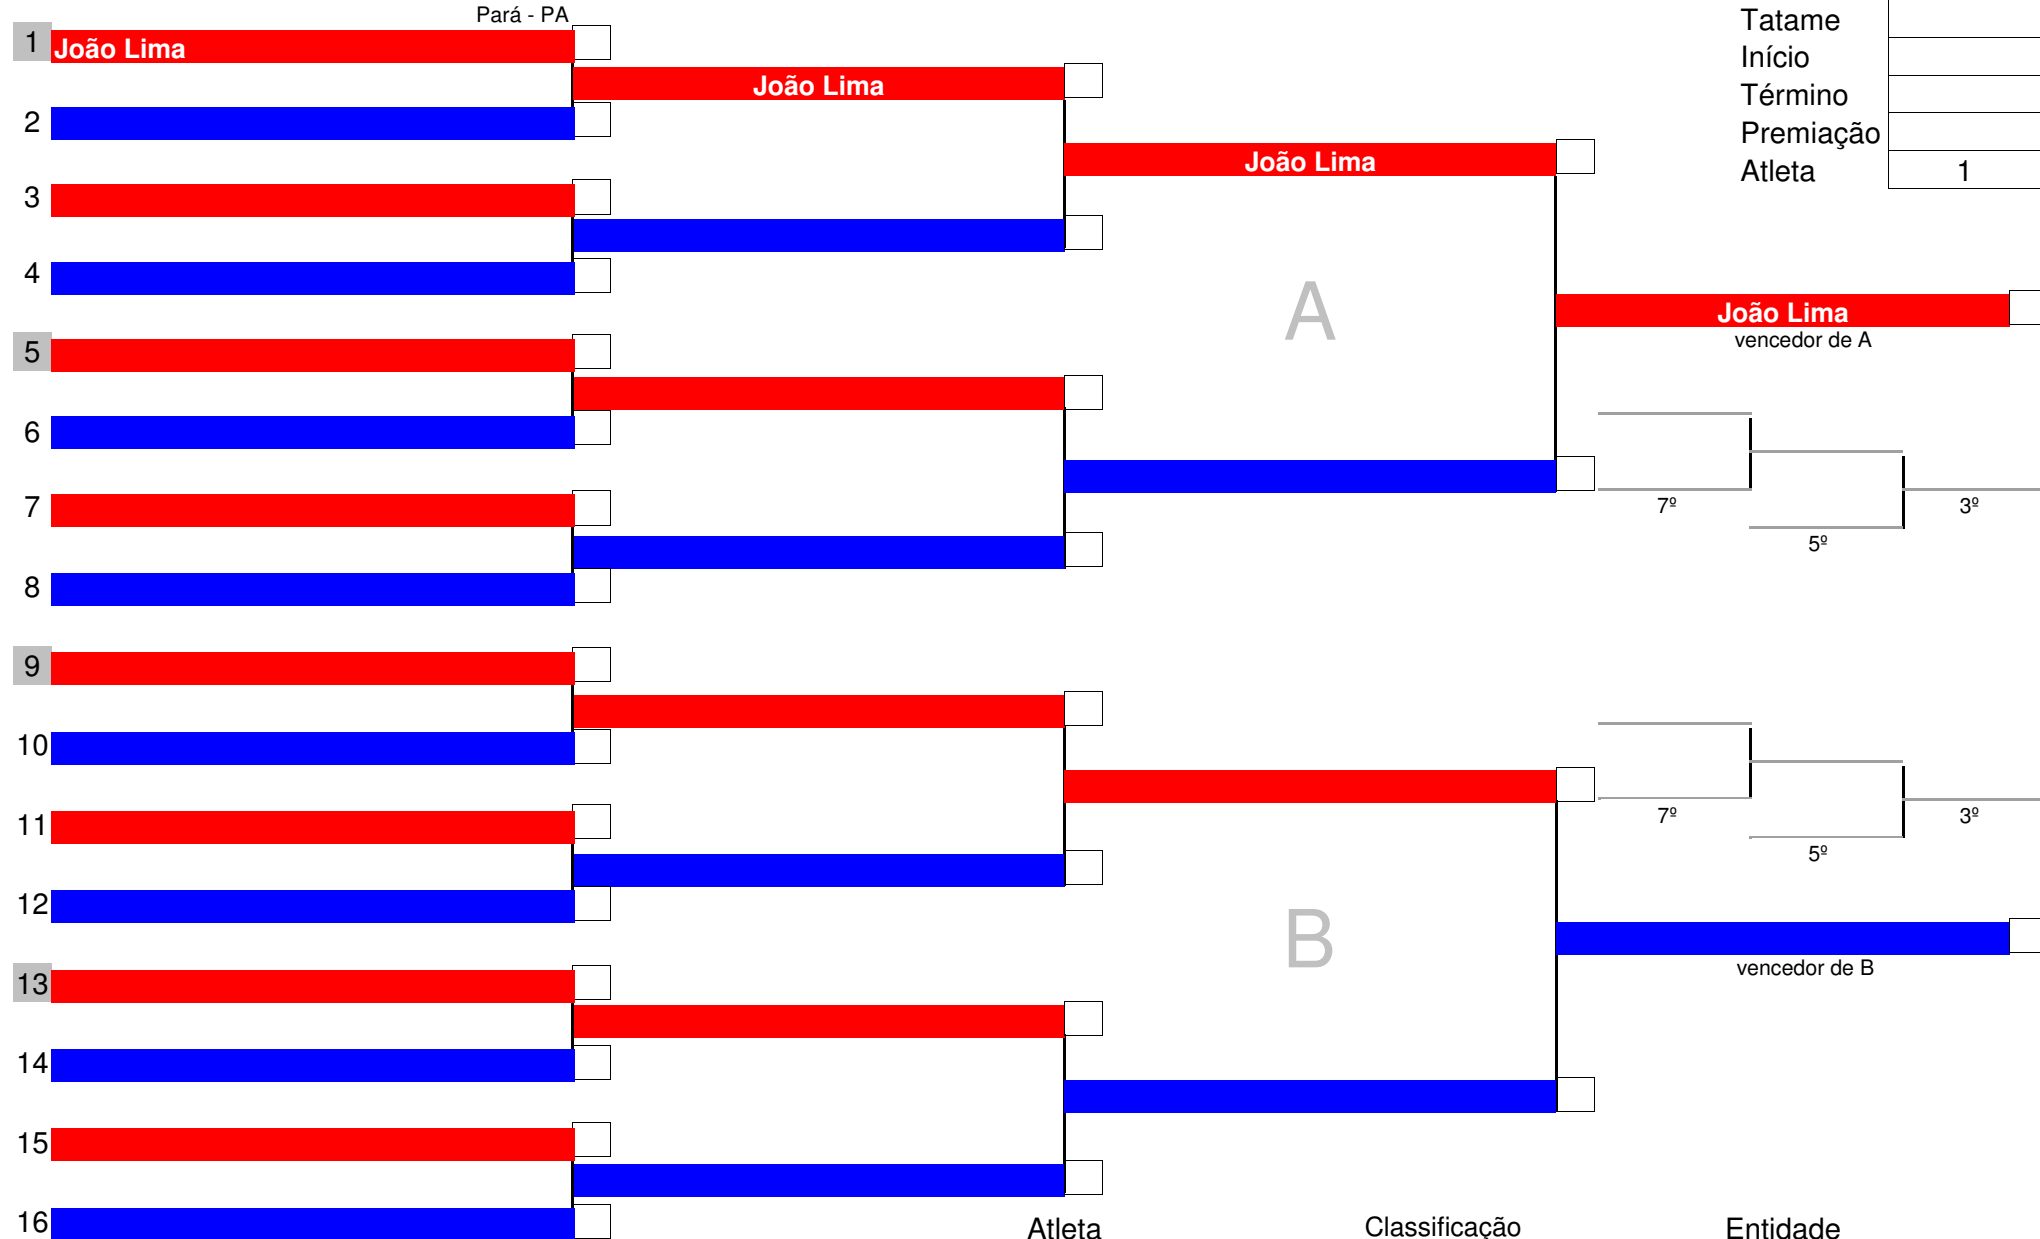 Pará - PA
Tatame
1 João Lima
Início
João Lima
Término
2
Premiação
João Lima
Atleta 1
3
4
A
João Lima
vencedor de A
5
6
7
7º 3º
5º
8
9
10
11
7º 3º
5º
12
B
vencedor de B
13
14
15
16
Atleta Classificação Entidade